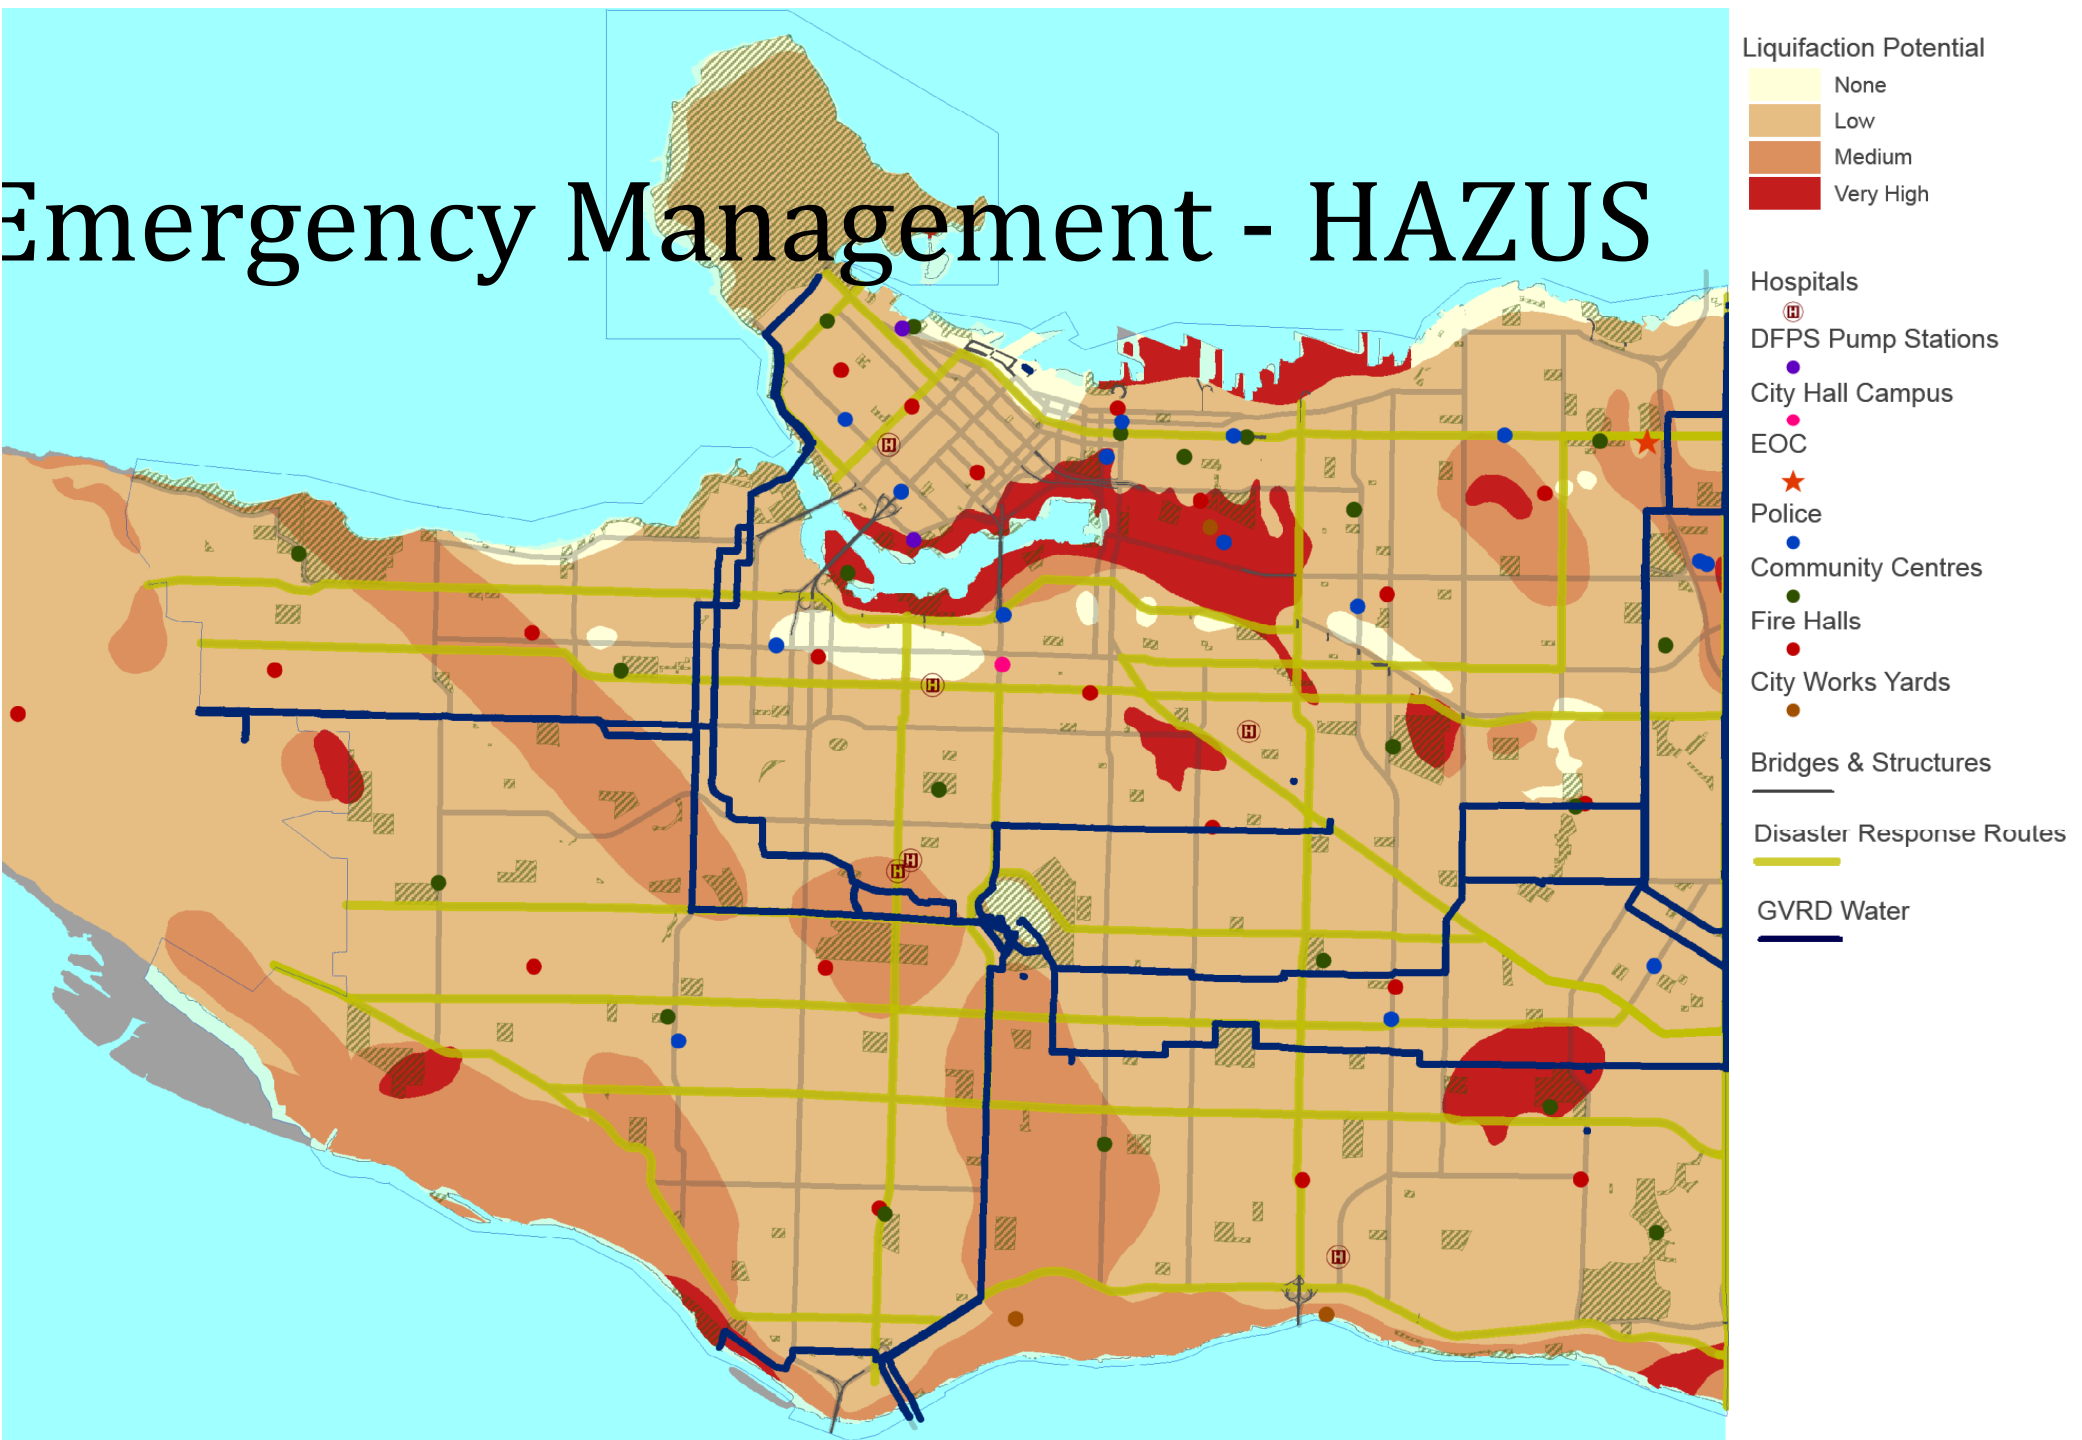 Emergency Management - HAZUS
Liquifaction Potential
None
Low
Medium
Very High
Hospitals
DFPS Pump Stations
City Hall Campus
EOC
Police
Community Centres
Fire Halls
City Works Yards
Bridges & Structures
Disaster Response Routes
GVRD Water